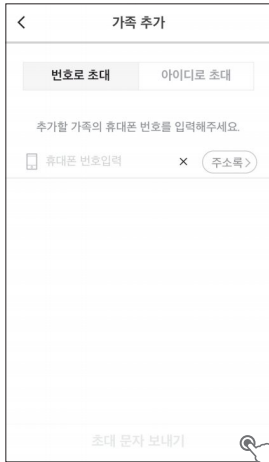 가족 추가
번호로 초대 아이디로 초대
추가할 가족의 휴대폰 번호를 입력해주세요.
휴대폰 번호입력 × 주소록 >
초대 문자 보내기